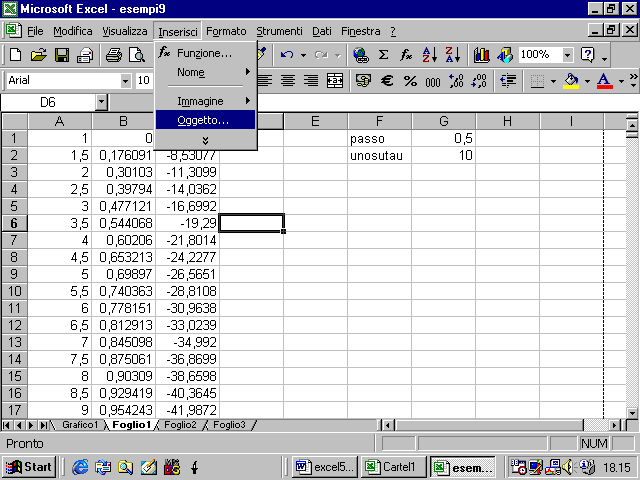 Microsoft Excel - esempi9
File Modifica Visualizza Inserisci Formato Strumenti Dati Finestra ?
100%
Arial 10
D6
fx Funzione...
Nome
Immagine
Oggetto...
A B C D E F G H I
1 1 0 passo 0,5
2 1,5 0,176091 -8,53077 unosutau 10
3 2 0,30103 -11,3099
4 2,5 0,39794 -14,0362
5 3 0,477121 -16,6992
6 3,5 0,544068 -19,29
7 4 0,60206 -21,8014
8 4,5 0,653213 -24,2277
9 5 0,69897 -26,5651
10 5,5 0,740363 -28,8108
11 6 0,778151 -30,9638
12 6,5 0,812913 -33,0239
13 7 0,845098 -34,992
14 7,5 0,875061 -36,8699
15 8 0,90309 -38,6598
16 8,5 0,929419 -40,3645
17 9 0,954243 -41,9872
Grafico1 Foglio1 Foglio2 Foglio3
Pronto NUM
Start excel5... Cartel1 esem... 18.15